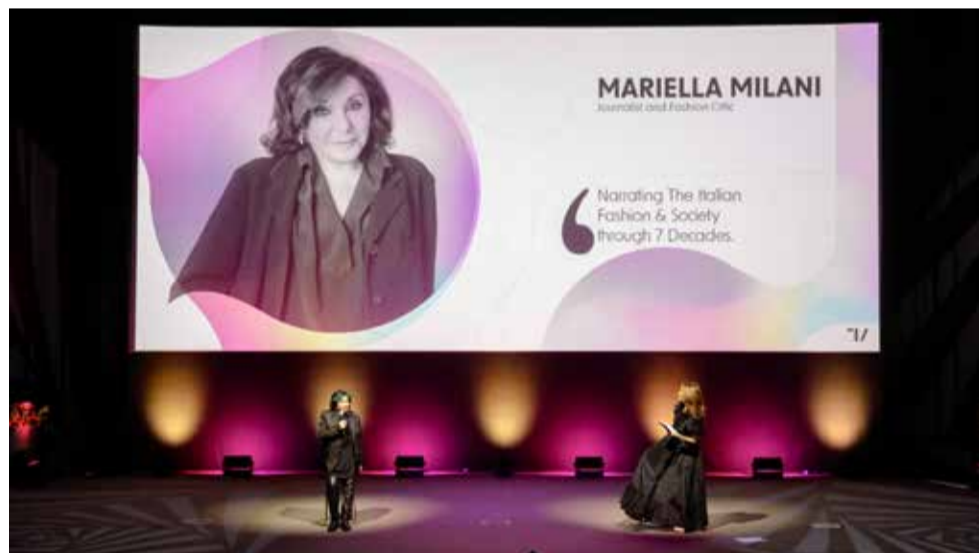 MARIELLA MILANI
Journalist and Fashion Critic
Narrating The Italian
Fashion & Society
through 7 Decades.